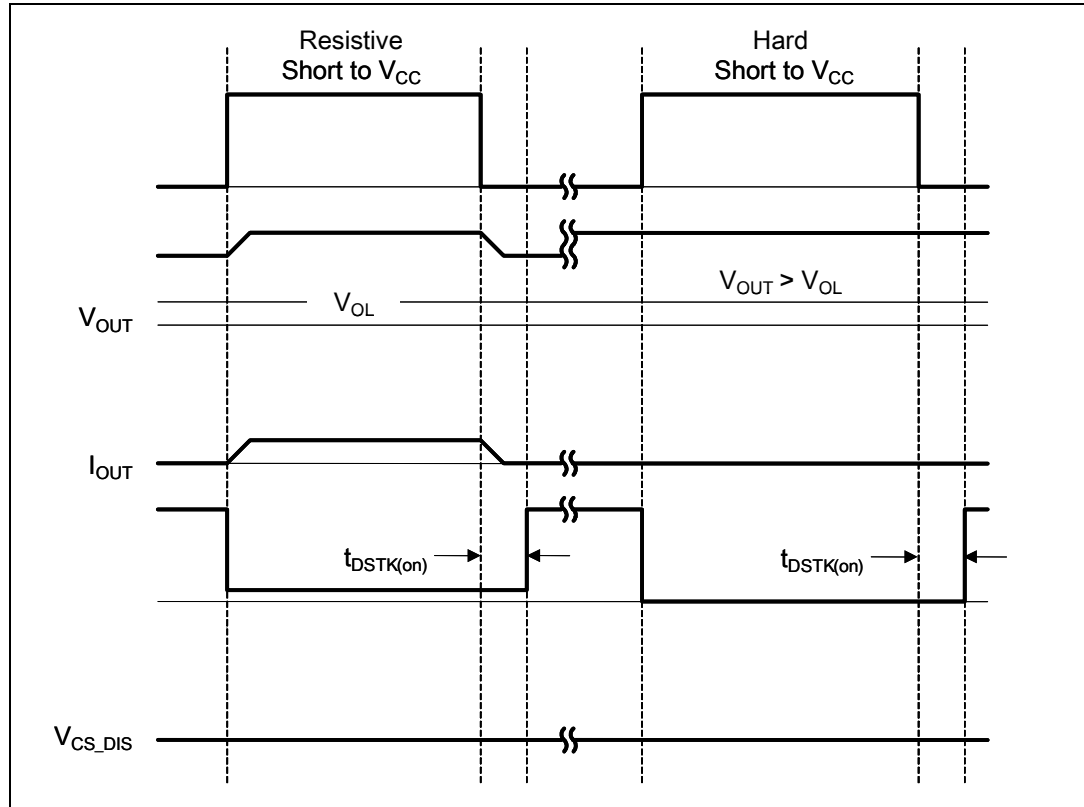 Resistive
Short to VCC
Hard
Short to VCC
VOL
VOUT > VOL
VOUT
IOUT
tDSTK(on)
tDSTK(on)
VCS_DIS